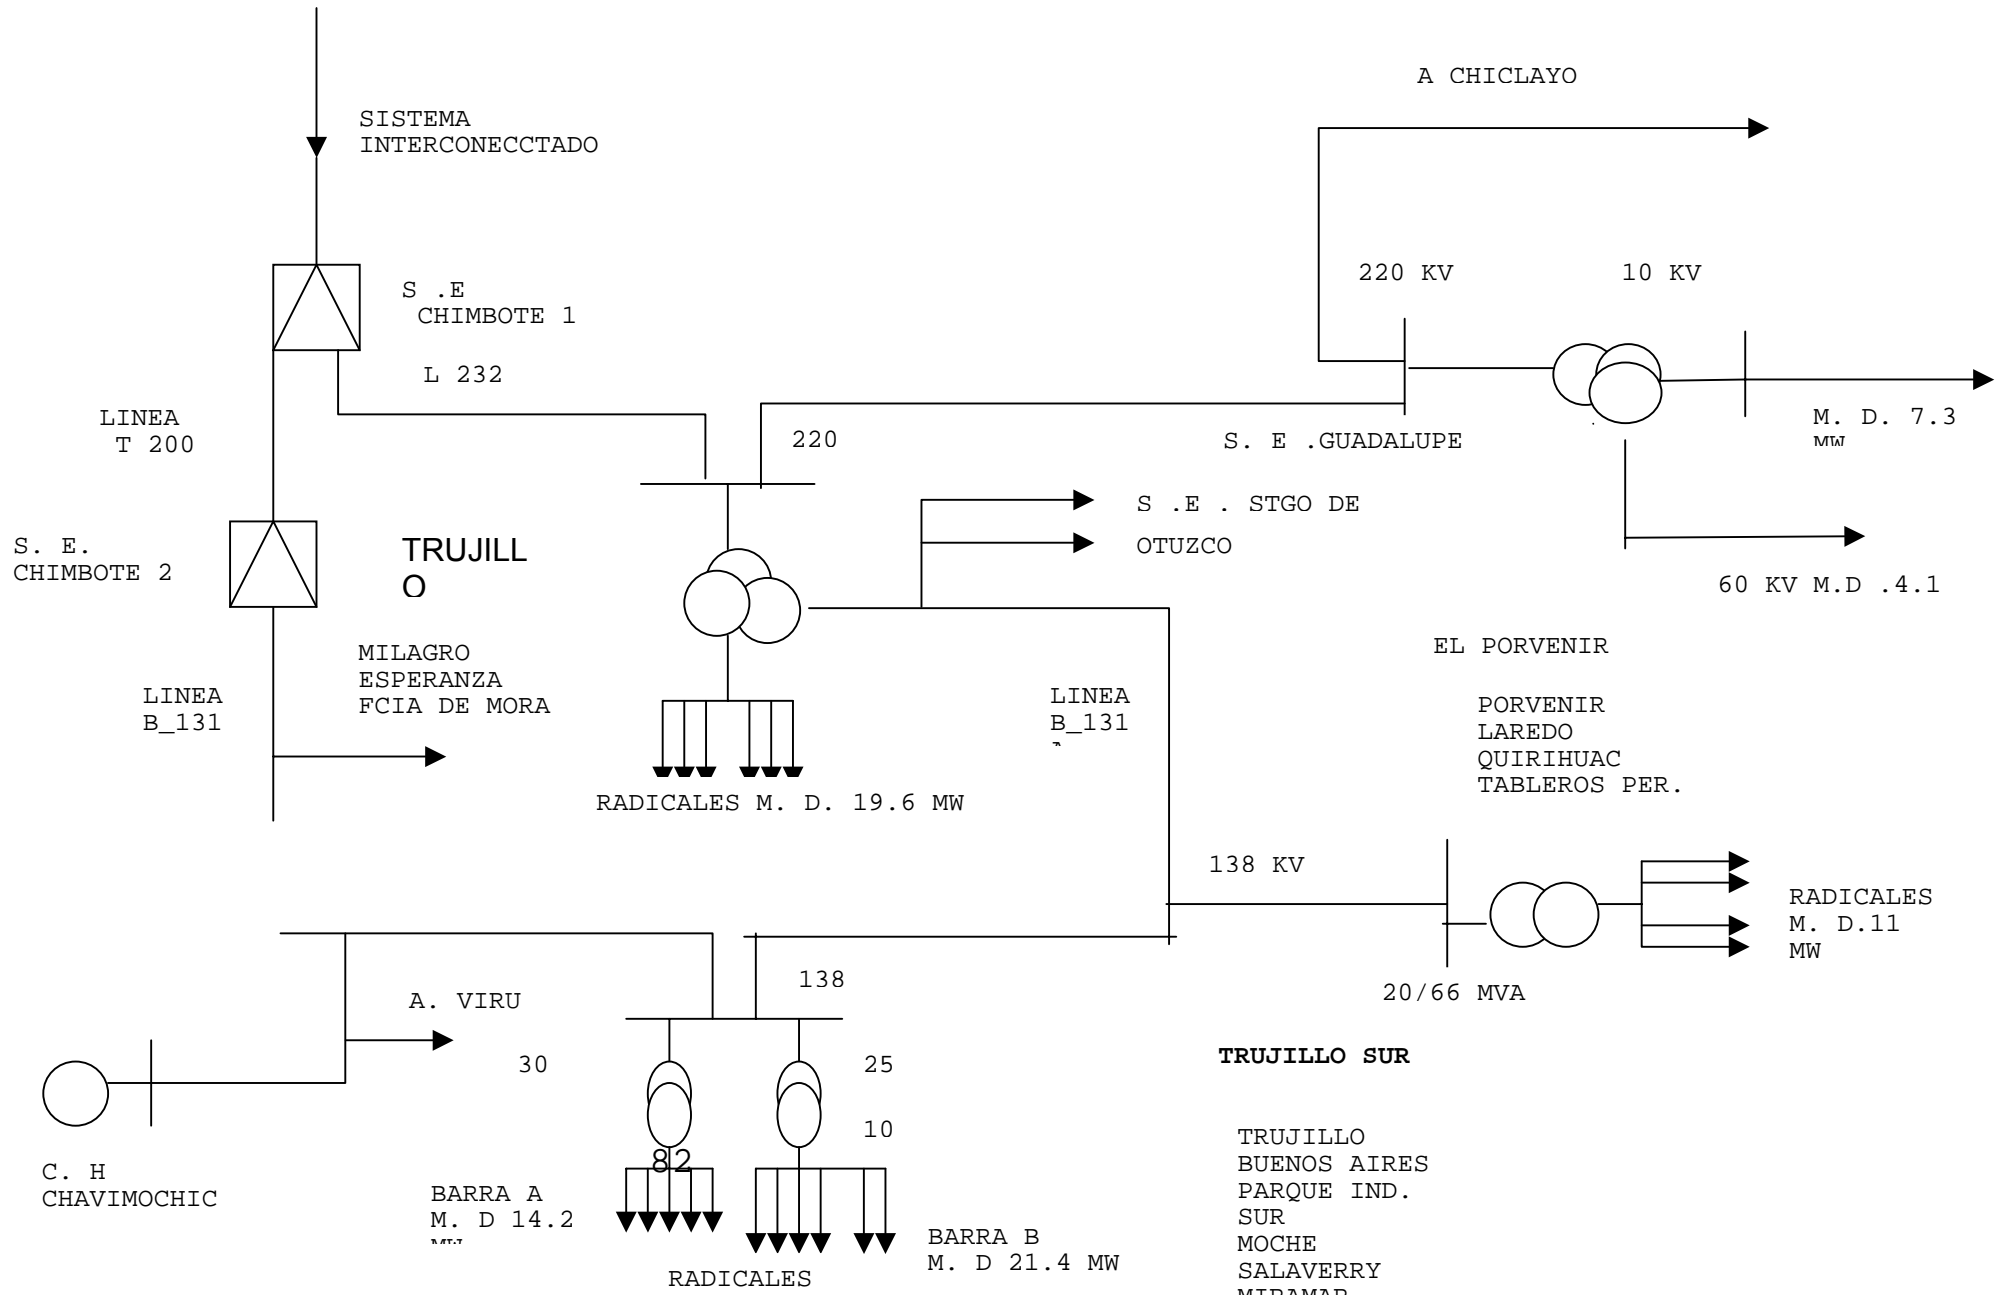 A CHICLAYO
SISTEMA
INTERCONECCTADO
220 KV
10 KV
S .E
CHIMBOTE 1
L 232
LINEA
T 200
M. D. 7.3
MW
220
S. E .GUADALUPE
S .E . STGO DE
OTUZCO
S. E.
CHIMBOTE 2
TRUJILL
O
60 KV M.D .4.1
EL PORVENIR
MILAGRO
ESPERANZA
FCIA DE MORA
LINEA
B_131
LINEA
B_131
PORVENIR
LAREDO
QUIRIHUAC
TABLEROS PER.
RADICALES M. D. 19.6 MW
138 KV
RADICALES
M. D.11
MW
138
20/66 MVA
A. VIRU
30
25
10
TRUJILLO SUR
82
C. H
CHAVIMOCHIC
BARRA A
M. D 14.2
MW
BARRA B
M. D 21.4 MW
RADICALES
TRUJILLO
BUENOS AIRES
PARQUE IND.
SUR
MOCHE
SALAVERRY
MIRAMAR